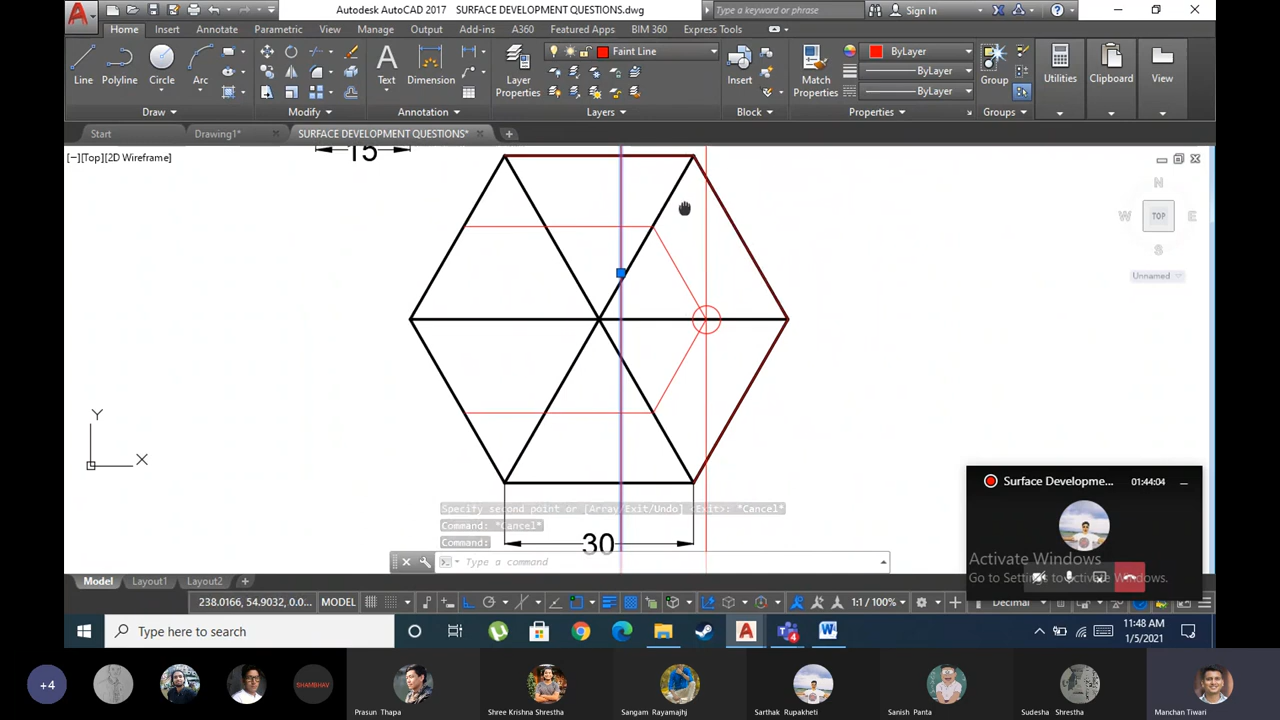 Autodesk AutoCAD 2017 SURFACE DEVELOPMENT QUESTIONS.dwg
Type a keyword or phrase
Sign In
Home Insert Annotate Parametric View Manage Output Add-ins A360 Featured Apps BIM 360 Express Tools
Line Polyline Circle Arc
Text Dimension
Layer Properties
Faint Line
Insert
Match Properties
ByLayer
ByLayer
ByLayer
Group
Utilities
Clipboard
View
Draw Modify Annotation Layers Block Properties Groups
Start Drawing1* SURFACE DEVELOPMENT QUESTIONS*
[−][Top][2D Wireframe]
15
N
W TOP E
S
Unnamed
Y
X
Specify second point or [Array/Exit/Undo] <Exit>: *Cancel*
Command: *Cancel*
Command:
30
Type a command
Surface Developme...
01:44:04
Activate Windows
Go to Settings to activate Windows.
Model Layout1 Layout2
238.0166, 54.9032, 0.0... MODEL
1:1 / 100%
Decimal
Type here to search
11:48 AM
1/5/2021
+4
SHAMBHAV
Prasun Thapa
Shree Krishna Shrestha
Sangam Rayamajhi
Sarthak Rupakheti
Sanish Panta
Sudesha Shrestha
Manchan Tiwari